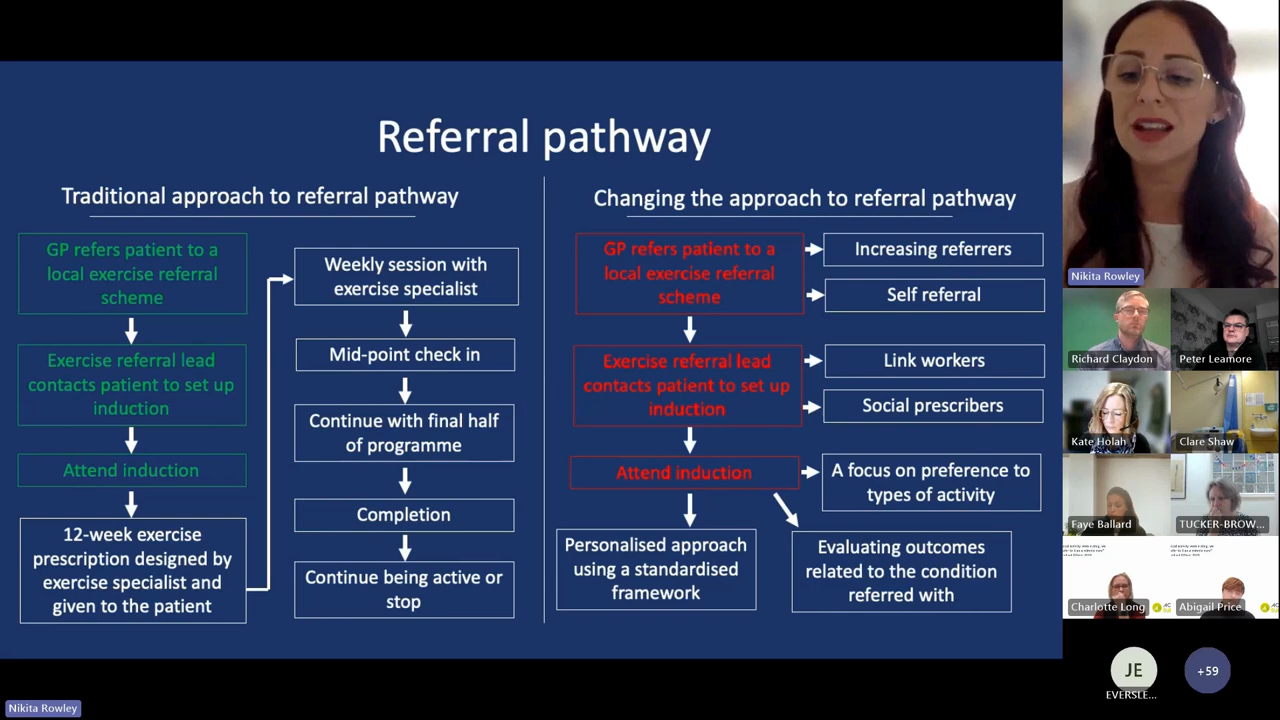 Referral pathway
Traditional approach to referral pathway
GP refers patient to a
local exercise referral
scheme
Exercise referral lead
contacts patient to set up
induction
Attend induction
12-week exercise
prescription designed by
exercise specialist and
given to the patient
Weekly session with
exercise specialist
Mid-point check in
Continue with final half
of programme
Completion
Continue being active or
stop
Changing the approach to referral pathway
GP refers patient to a
local exercise referral
scheme
Increasing referrers
Self referral
Exercise referral lead
contacts patient to set up
induction
Link workers
Social prescribers
Attend induction
A focus on preference to
types of activity
Personalised approach
using a standardised
framework
Evaluating outcomes
related to the condition
referred with
Nikita Rowley
Richard Claydon
Peter Leamore
Kate Holah
Clare Shaw
Faye Ballard
TUCKER-BROW...
Charlotte Long
Abigail Price
JE
EVERSLE...
+59
Nikita Rowley